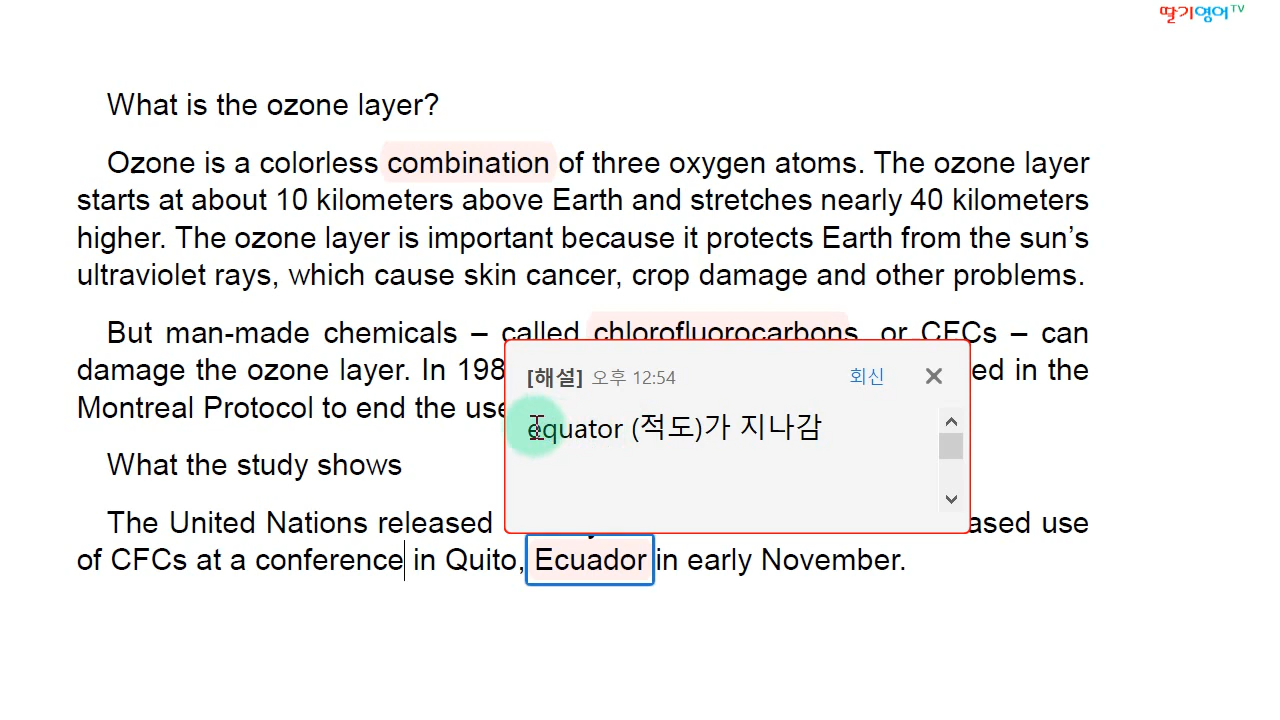 딸기영어TV
What is the ozone layer?
Ozone is a colorless combination of three oxygen atoms. The ozone layer
starts at about 10 kilometers above Earth and stretches nearly 40 kilometers
higher. The ozone layer is important because it protects Earth from the sun's
ultraviolet rays, which cause skin cancer, crop damage and other problems.
But man-made chemicals – called chlorofluorocarbons, or CFCs – can
damage the ozone layer. In 198 ed in the
Montreal Protocol to end the use
[해설] 오후 12:54 회신
equator (적도)가 지나감
What the study shows
The United Nations released ased use
of CFCs at a conference in Quito, Ecuador in early November.